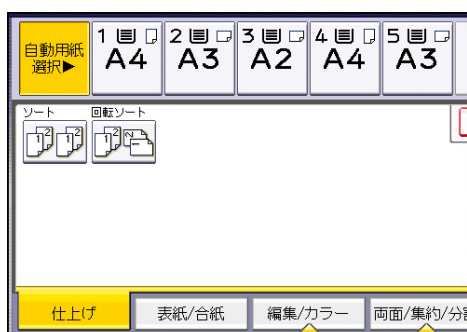 自動用紙
選択▶
1
A4
2
A3
3
A2
4
A4
5
A3
ソート
回転ソート
仕上げ
表紙/合紙
編集/カラー
両面/集約/分